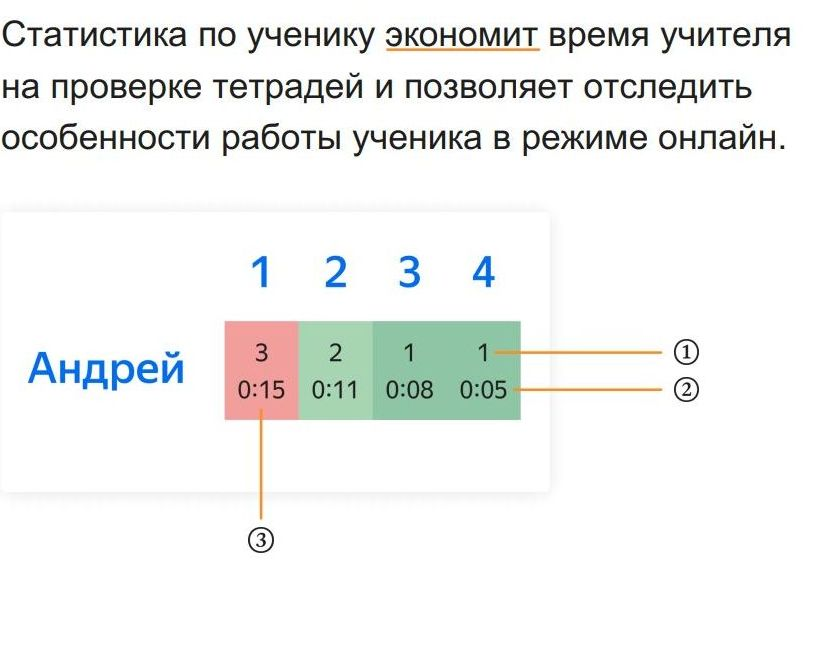 Статистика по ученику экономит время учителя
на проверке тетрадей и позволяет отследить
особенности работы ученика в режиме онлайн.
1 2 3 4
Андрей
3 2 1 1 ①
0:15 0:11 0:08 0:05 ②
③